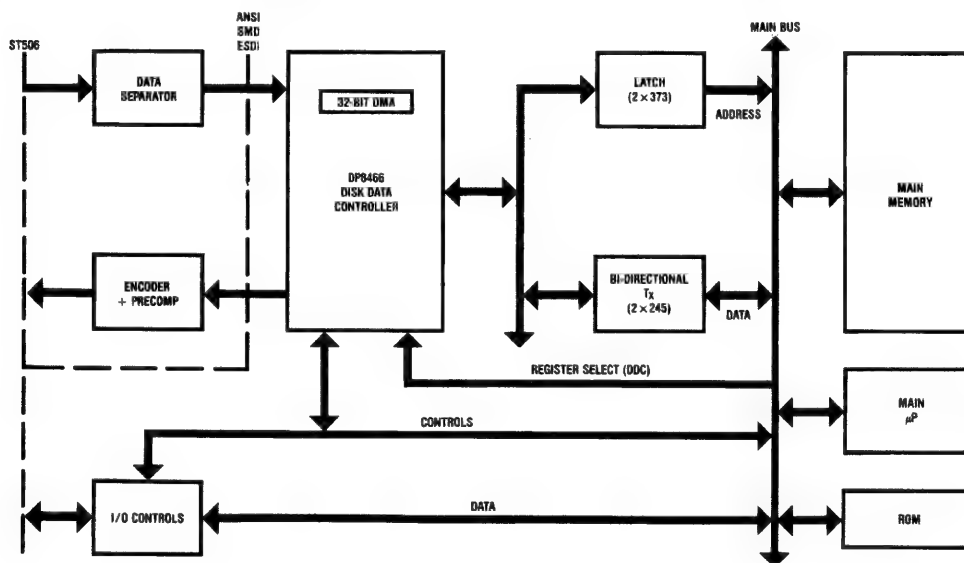 ST506
ANSI
SMD
ESDI
MAIN BUS
DATA
SEPARATOR
32-BIT DMA
DP8466
DISK DATA
CONTROLLER
LATCH
(2 × 373)
ADDRESS
MAIN
MEMORY
ENCODER
+ PRECOMP
BI-DIRECTIONAL
Tx
(2 × 245)
DATA
REGISTER SELECT (DDC)
MAIN
μP
CONTROLS
I/O CONTROLS
DATA
ROM